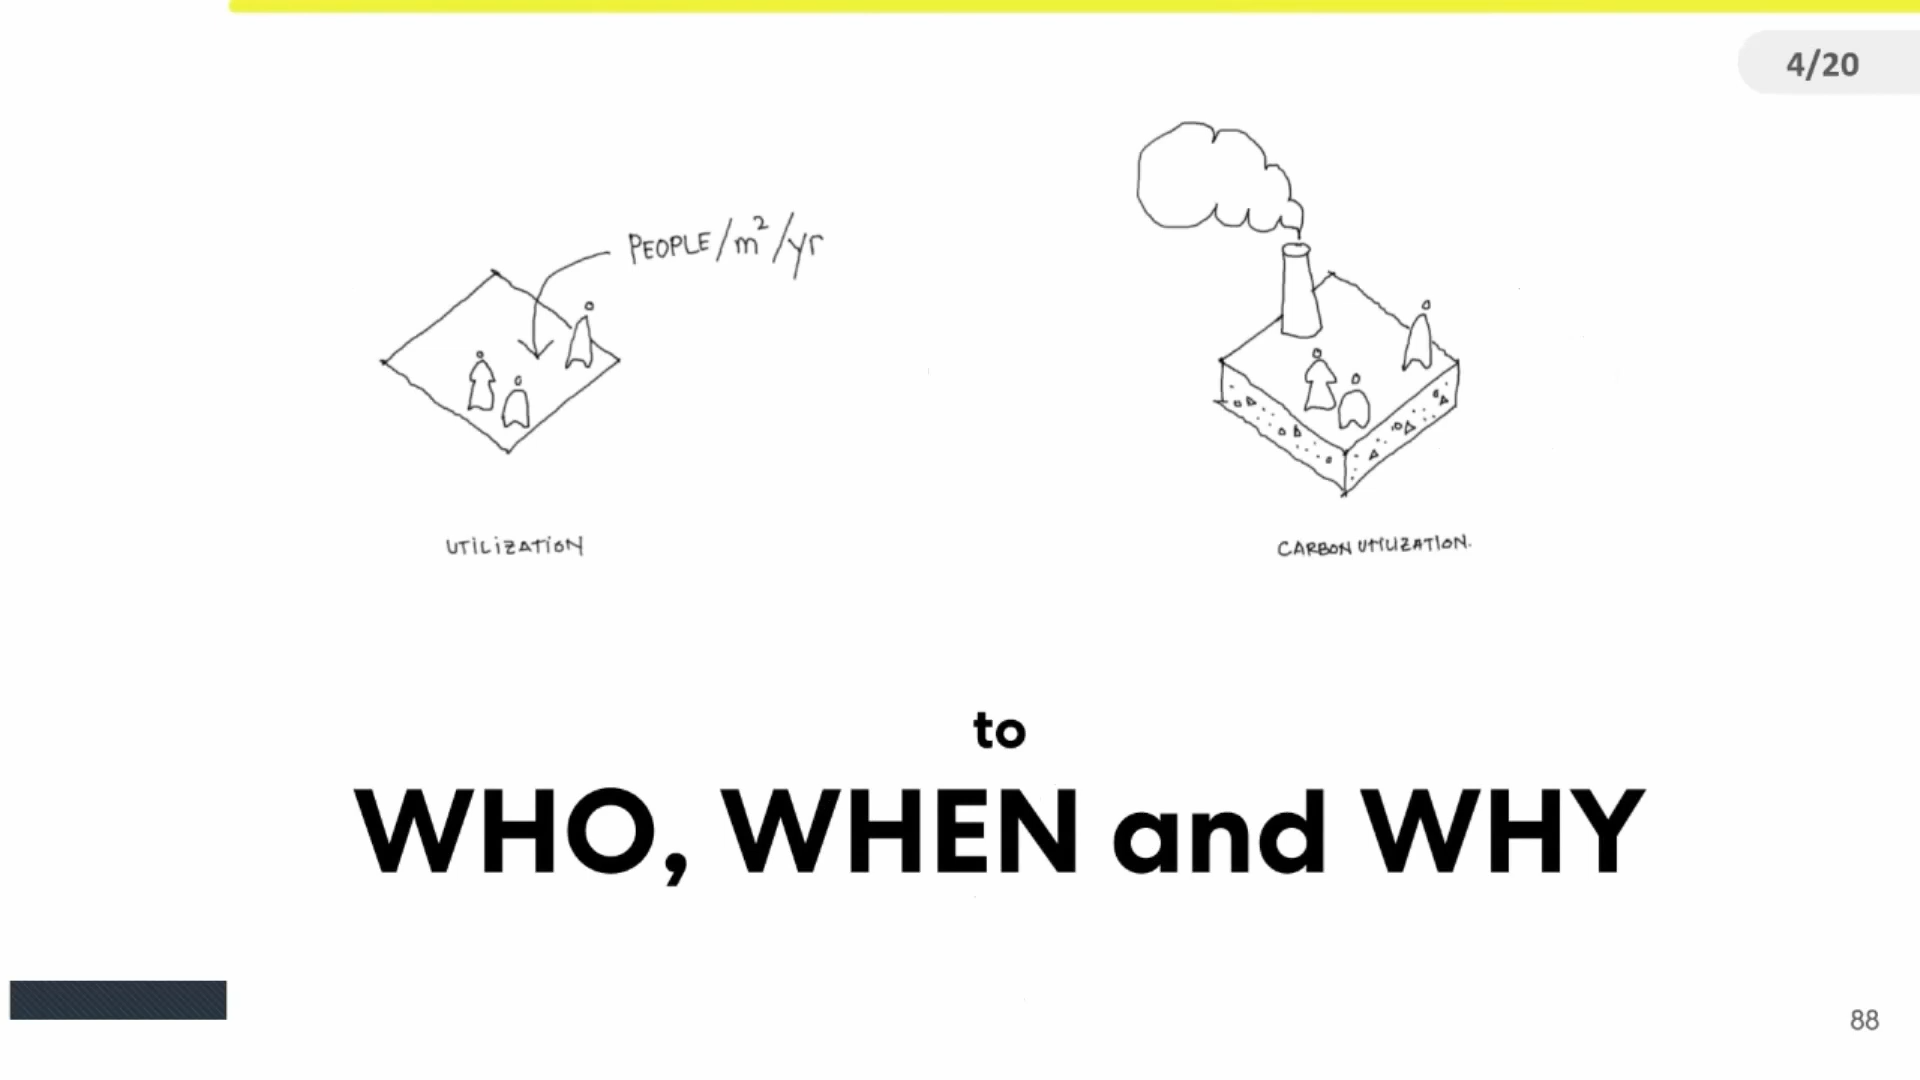 4/20
PEOPLE/m²/yr
UTILIZATION
CARBON UTILIZATION.
to
WHO, WHEN and WHY
88